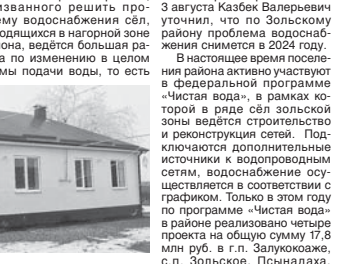 изванного решить про-
ему водоснабжения сёл,
одящихся в нагорной зоне
она, ведётся большая ра-
а по изменению в целом
мы подачи воды, то есть
3 августа Казбек Валерьевич
уточнил, что по Зольскому
району проблема водоснаб-
жения снимется в 2024 году.
В настоящее время поселе-
ния района активно участвуют
в федеральной программе
«Чистая вода», в рамках ко-
торой в ряде сёл зольской
зоны ведётся строительство
и реконструкция сетей. Под-
ключаются дополнительные
источники к водопроводным
сетям, водоснабжение осу-
ществляется в соответствии с
графиком. Только в этом году
по программе «Чистая вода»
в районе реализовано четыре
проекта на общую сумму 17,8
млн руб. в г.п. Залукокоаже,
с.п. Зольское, Псынадаха,